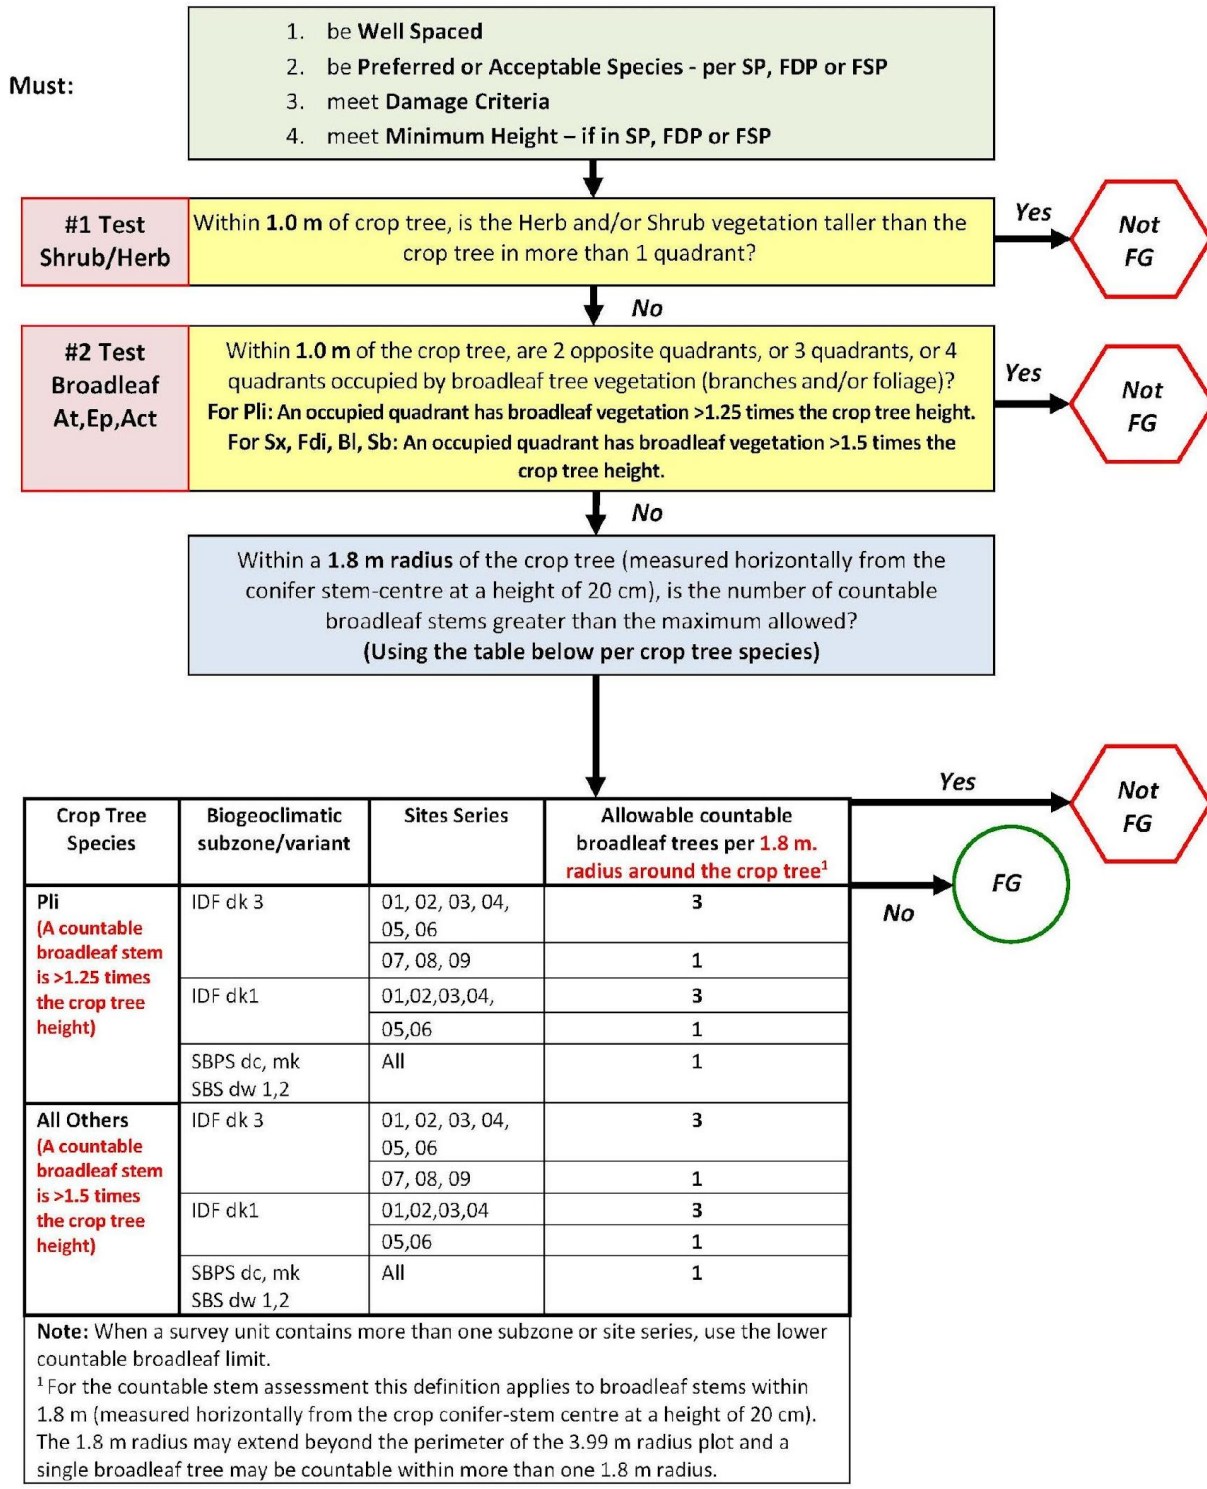 Must:
1. be Well Spaced
2. be Preferred or Acceptable Species - per SP, FDP or FSP
3. meet Damage Criteria
4. meet Minimum Height – if in SP, FDP or FSP
#1 Test
Shrub/Herb
Within 1.0 m of crop tree, is the Herb and/or Shrub vegetation taller than the
crop tree in more than 1 quadrant?
Yes
Not
FG
No
#2 Test
Broadleaf
At,Ep,Act
Within 1.0 m of the crop tree, are 2 opposite quadrants, or 3 quadrants, or 4
quadrants occupied by broadleaf tree vegetation (branches and/or foliage)?
For Pli: An occupied quadrant has broadleaf vegetation >1.25 times the crop tree height.
For Sx, Fdi, Bl, Sb: An occupied quadrant has broadleaf vegetation >1.5 times the
crop tree height.
Yes
Not
FG
No
Within a 1.8 m radius of the crop tree (measured horizontally from the
conifer stem-centre at a height of 20 cm), is the number of countable
broadleaf stems greater than the maximum allowed?
(Using the table below per crop tree species)
Yes
Not
FG
No
FG
Crop Tree
Species
Biogeoclimatic
subzone/variant
Sites Series
Allowable countable
broadleaf trees per 1.8 m.
radius around the crop tree¹
Pli
(A countable
broadleaf stem
is >1.25 times
the crop tree
height)
IDF dk 3
01, 02, 03, 04,
05, 06
3
07, 08, 09
1
IDF dk1
01,02,03,04,
3
05,06
1
SBPS dc, mk
SBS dw 1,2
All
1
All Others
(A countable
broadleaf stem
is >1.5 times
the crop tree
height)
IDF dk 3
01, 02, 03, 04,
05, 06
3
07, 08, 09
1
IDF dk1
01,02,03,04
3
05,06
1
SBPS dc, mk
SBS dw 1,2
All
1
Note: When a survey unit contains more than one subzone or site series, use the lower
countable broadleaf limit.
¹ For the countable stem assessment this definition applies to broadleaf stems within
1.8 m (measured horizontally from the crop conifer-stem centre at a height of 20 cm).
The 1.8 m radius may extend beyond the perimeter of the 3.99 m radius plot and a
single broadleaf tree may be countable within more than one 1.8 m radius.